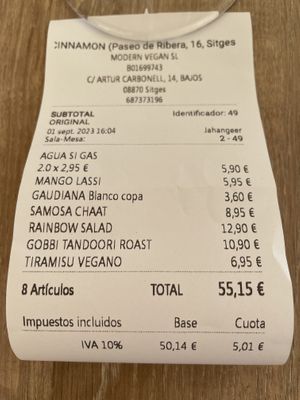 CINNAMON (Paseo de Ribera, 16, Sitges
MODERN VEGAN SL
B01699743
C/ ARTUR CARBONELL, 14, BAJOS
08870 Sitges
687373196
SUBTOTAL Identificador: 49
ORIGINAL
01 sept. 2023 16:04 Jahangeer
Sala-Mesa: 2 - 49
AGUA SI GAS
2.0 x 2,95 € 5,90 €
MANGO LASSI 5,95 €
GAUDIANA Blanco copa 3,60 €
SAMOSA CHAAT 8,95 €
RAINBOW SALAD 12,90 €
GOBBI TANDOORI ROAST 10,90 €
TIRAMISU VEGANO 6,95 €
8 Artículos TOTAL 55,15 €
Impuestos incluidos Base Cuota
IVA 10% 50,14 € 5,01 €